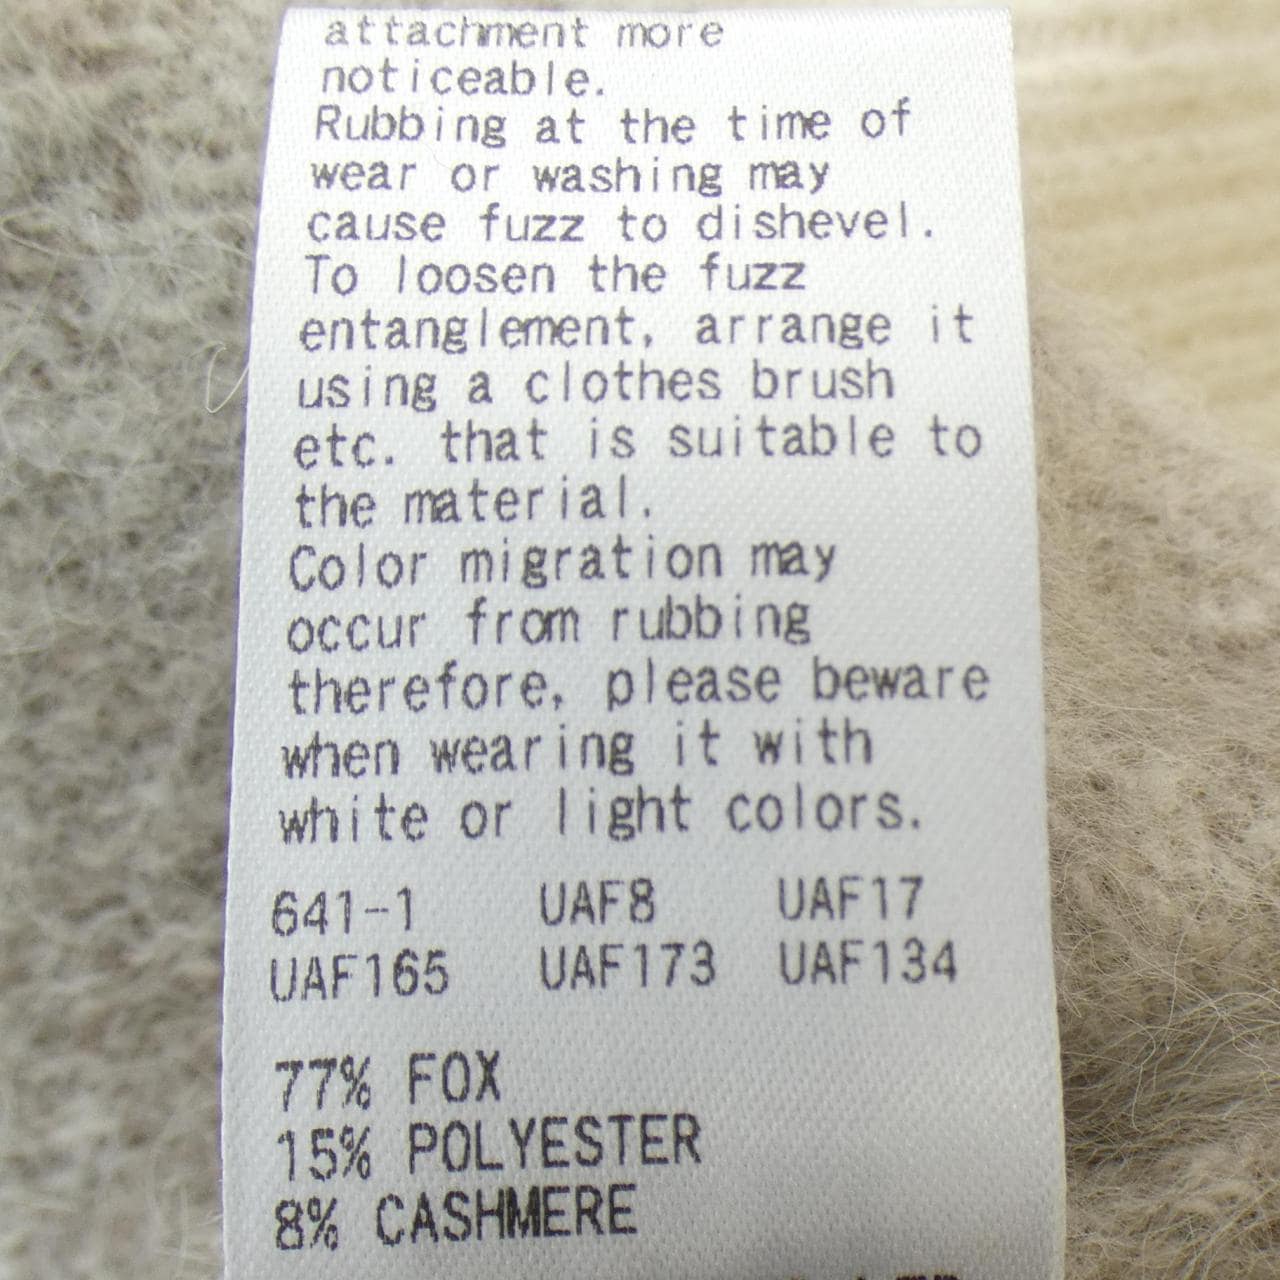 attachment more
noticeable.
Rubbing at the time of
wear or washing may
cause fuzz to dishevel.
To loosen the fuzz
entanglement, arrange it
using a clothes brush
etc. that is suitable to
the material.
Color migration may
occur from rubbing
therefore, please beware
when wearing it with
white or light colors.
641-1 UAF8 UAF17
UAF165 UAF173 UAF134
77% FOX
15% POLYESTER
8% CASHMERE